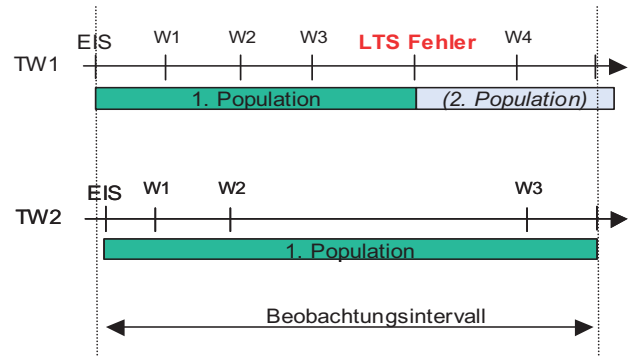 EIS W1 W2 W3 LTS Fehler W4
TW1
1. Population (2. Population)
EIS W1 W2 W3
TW2
1. Population
Beobachtungsintervall